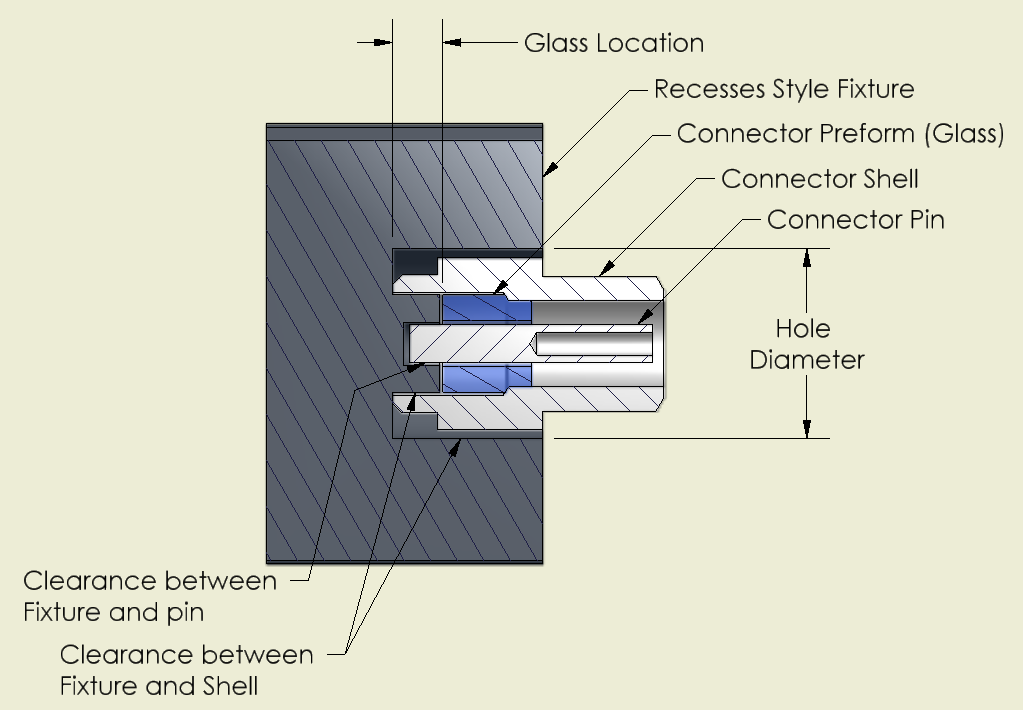 Glass Location
Recesses Style Fixture
Connector Preform (Glass)
Connector Shell
Connector Pin
Hole
Diameter
Clearance between
Fixture and pin
Clearance between
Fixture and Shell